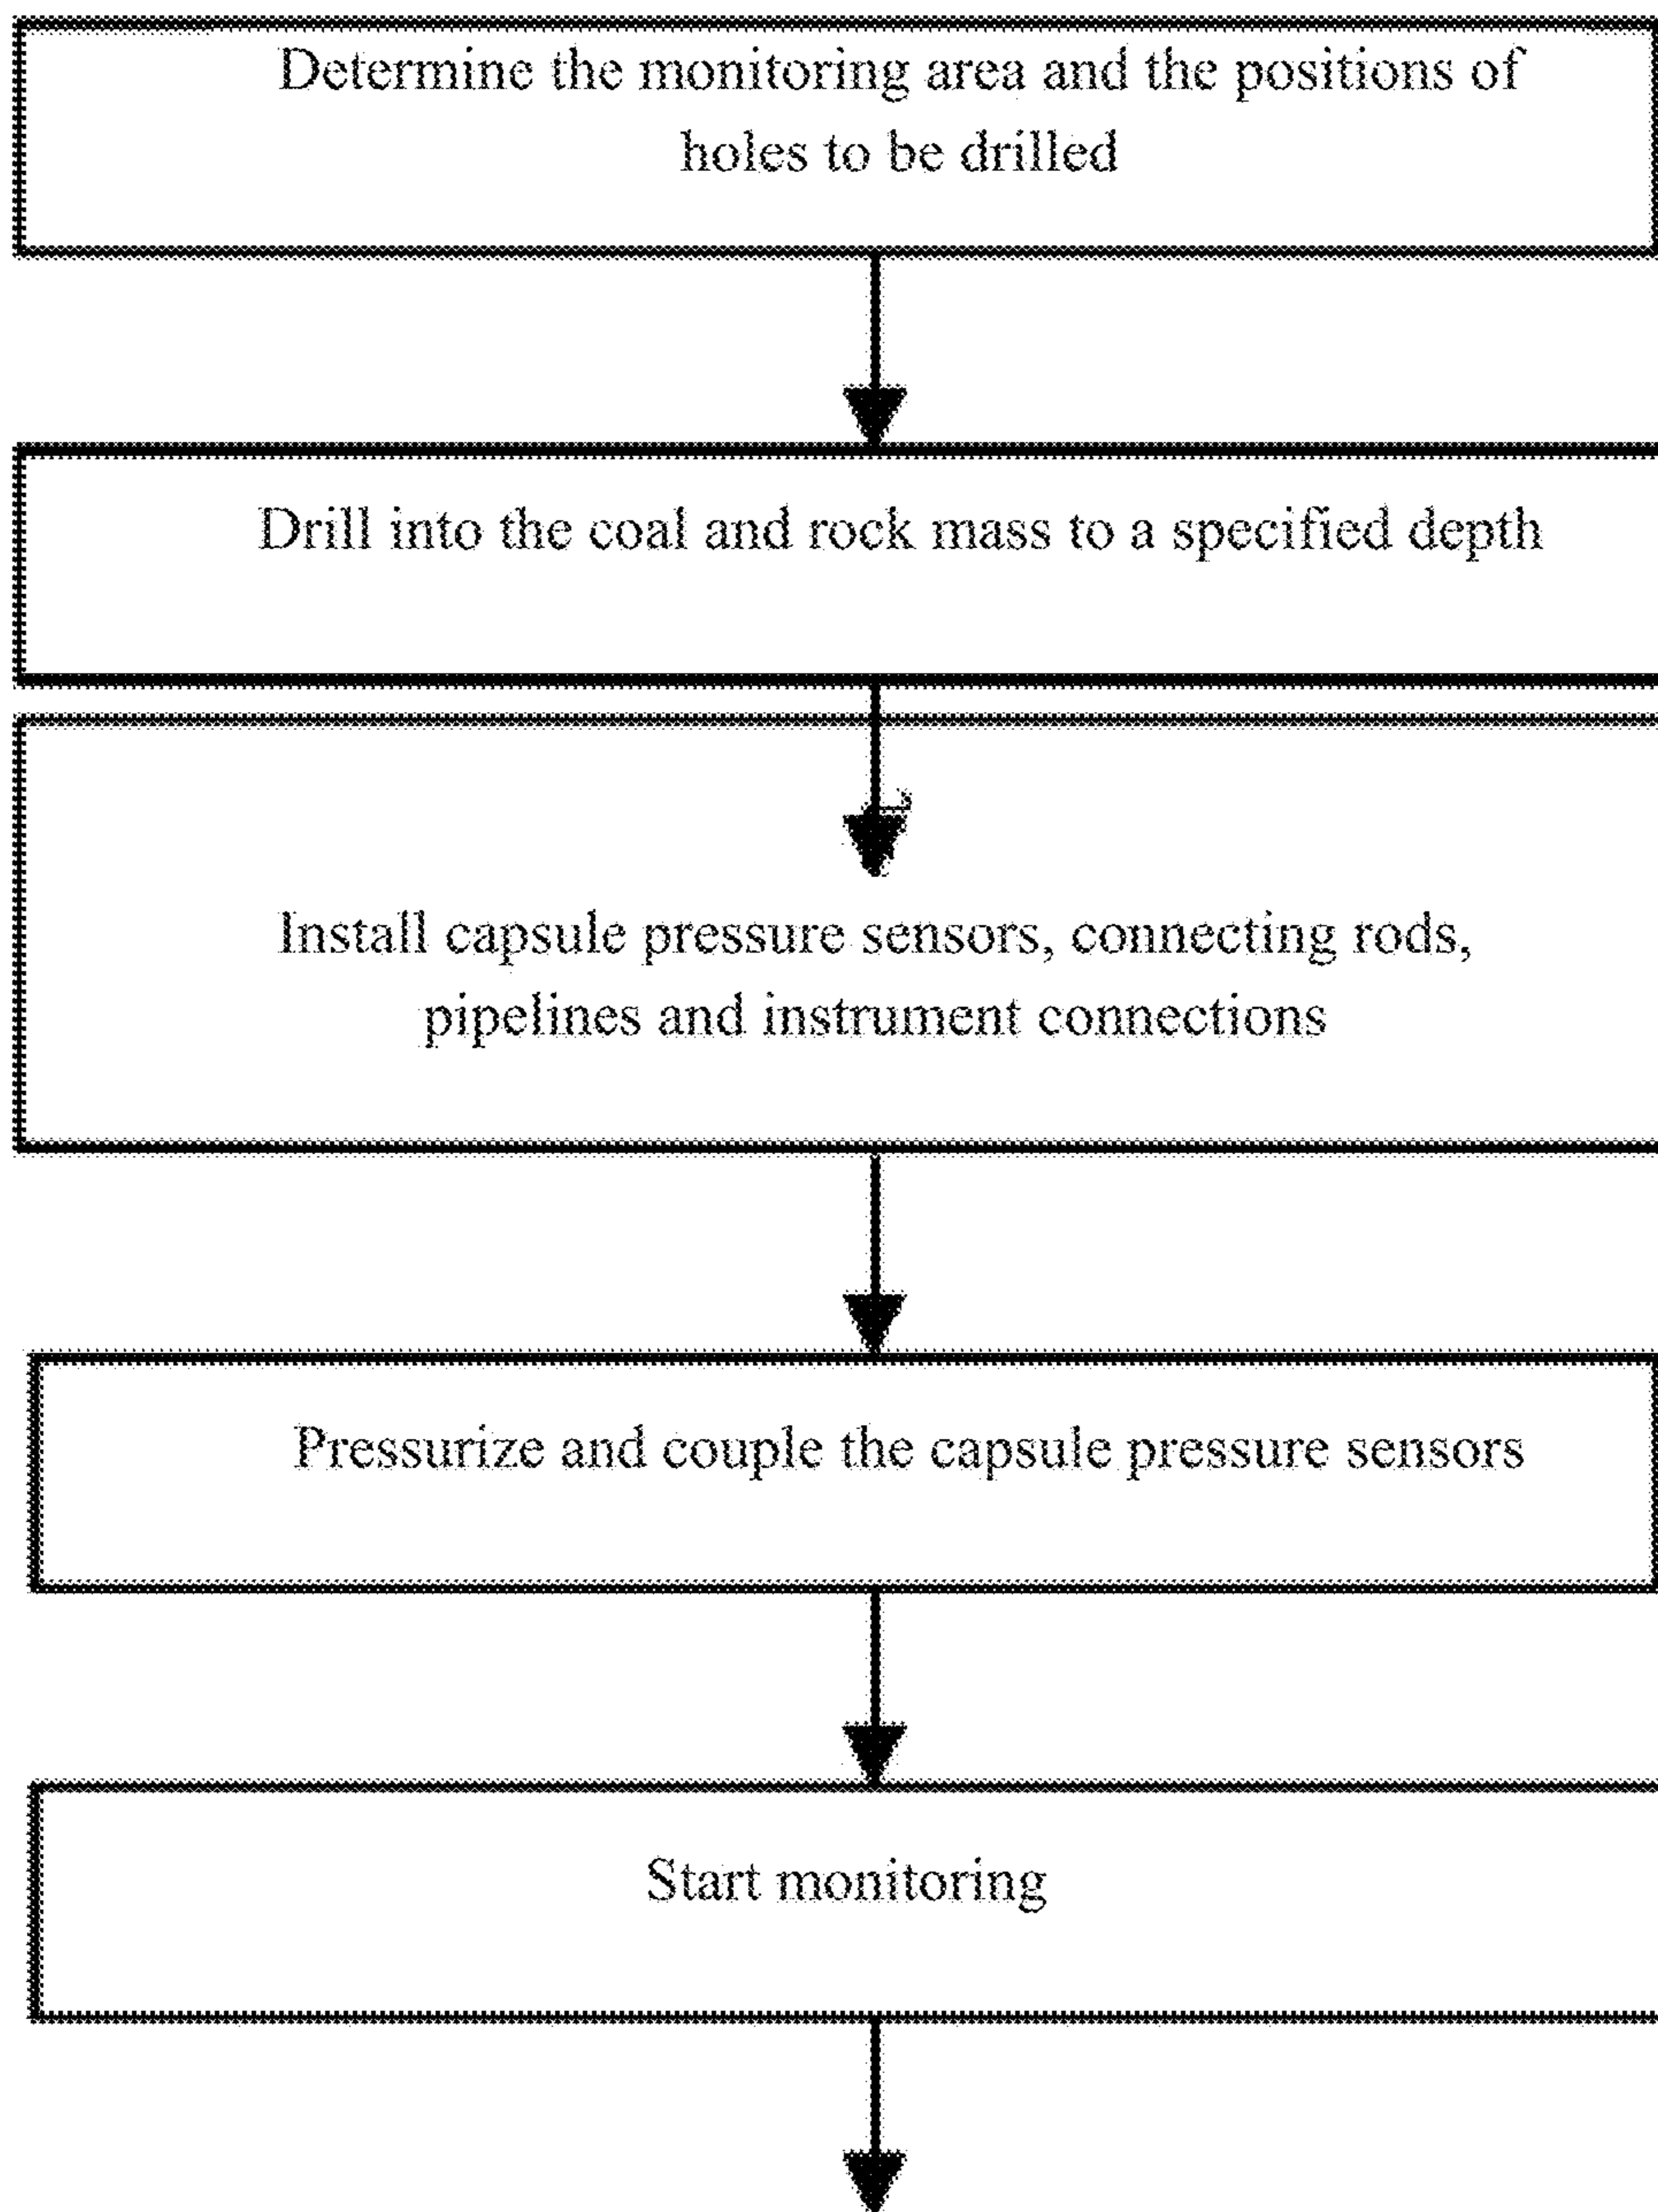 Determine the monitoring area and the positions of
holes to be drilled
Drill into the coal and rock mass to a specified depth
Install capsule pressure sensors, connecting rods,
pipelines and instrument connections
Pressurize and couple the capsule pressure sensors
Start monitoring